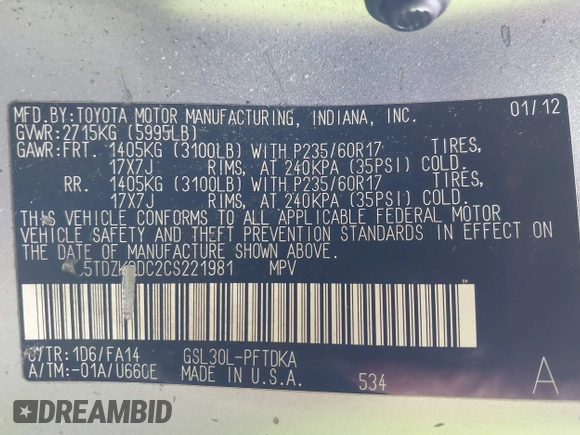 MFD.BY:TOYOTA MOTOR MANUFACTURING, INDIANA, INC. 01/12
GVWR:2715KG (5995LB)
GAWR:FRT. 1405KG (3100LB) WITH P235/60R17 TIRES,
17X7J RIMS, AT 240KPA (35PSI) COLD.
RR. 1405KG (3100LB) WITH P235/60R17 TIRES,
17X7J RIMS, AT 240KPA (35PSI) COLD.
THIS VEHICLE CONFORMS TO ALL APPLICABLE FEDERAL MOTOR
VEHICLE SAFETY AND THEFT PREVENTION STANDARDS IN EFFECT ON
THE DATE OF MANUFACTURE SHOWN ABOVE.
MPV
C/TR:1D6/FA14 GSL30L-PFTDKA
A/TM:-01A/U660E MADE IN U.S.A. 534 A
1DBID.COM